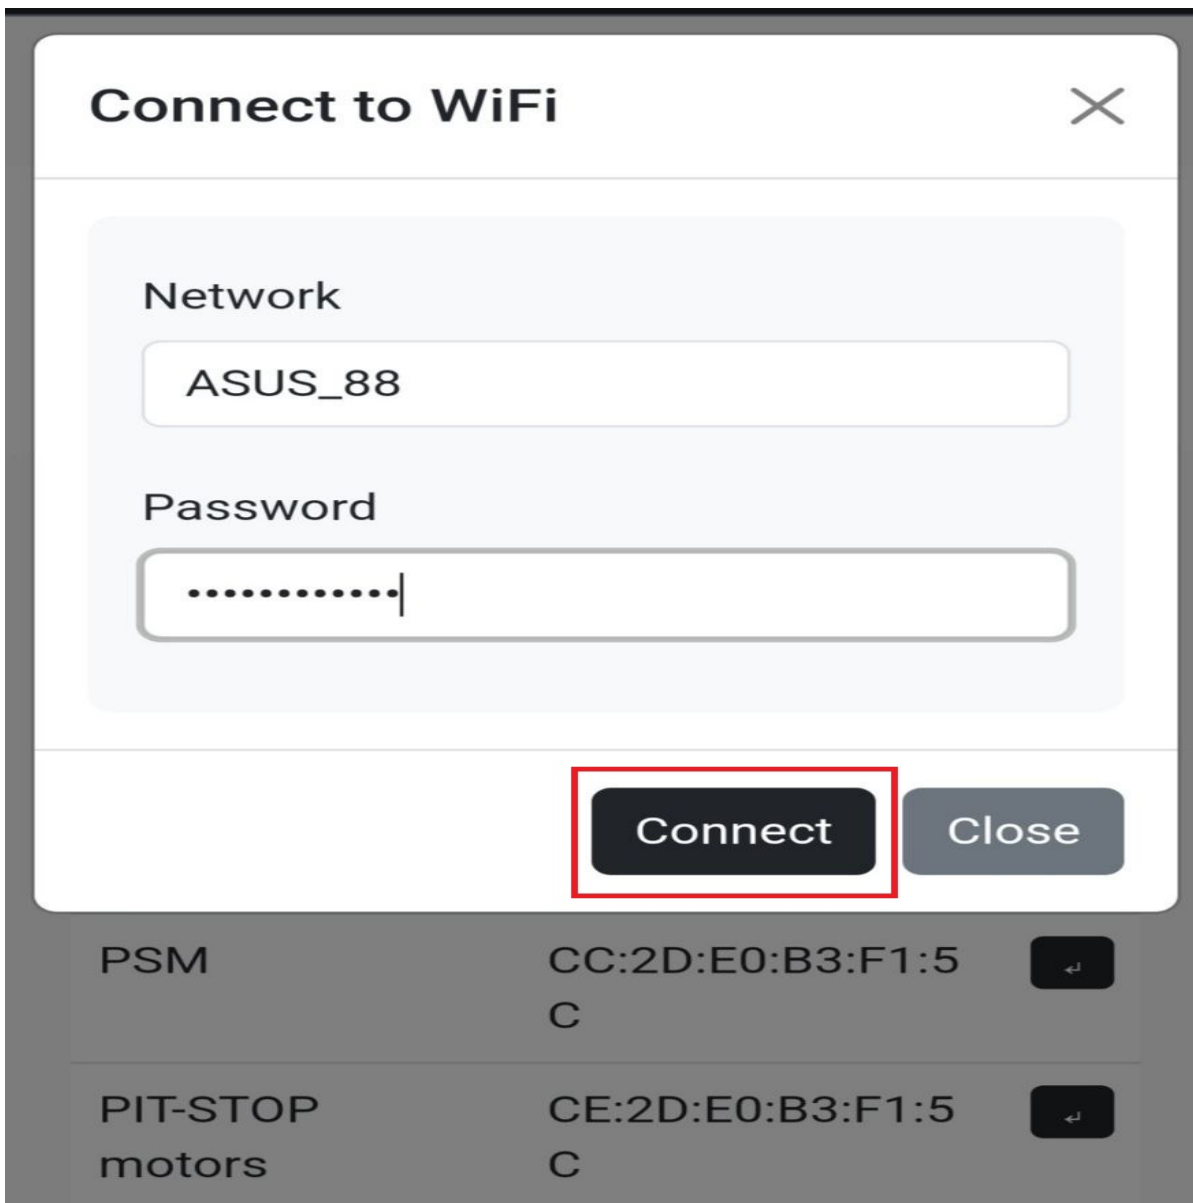 Connect to WiFi
Network
ASUS_88
Password
••••••••••••
Connect Close
PSM CC:2D:E0:B3:F1:5
C
PIT-STOP CE:2D:E0:B3:F1:5
motors C